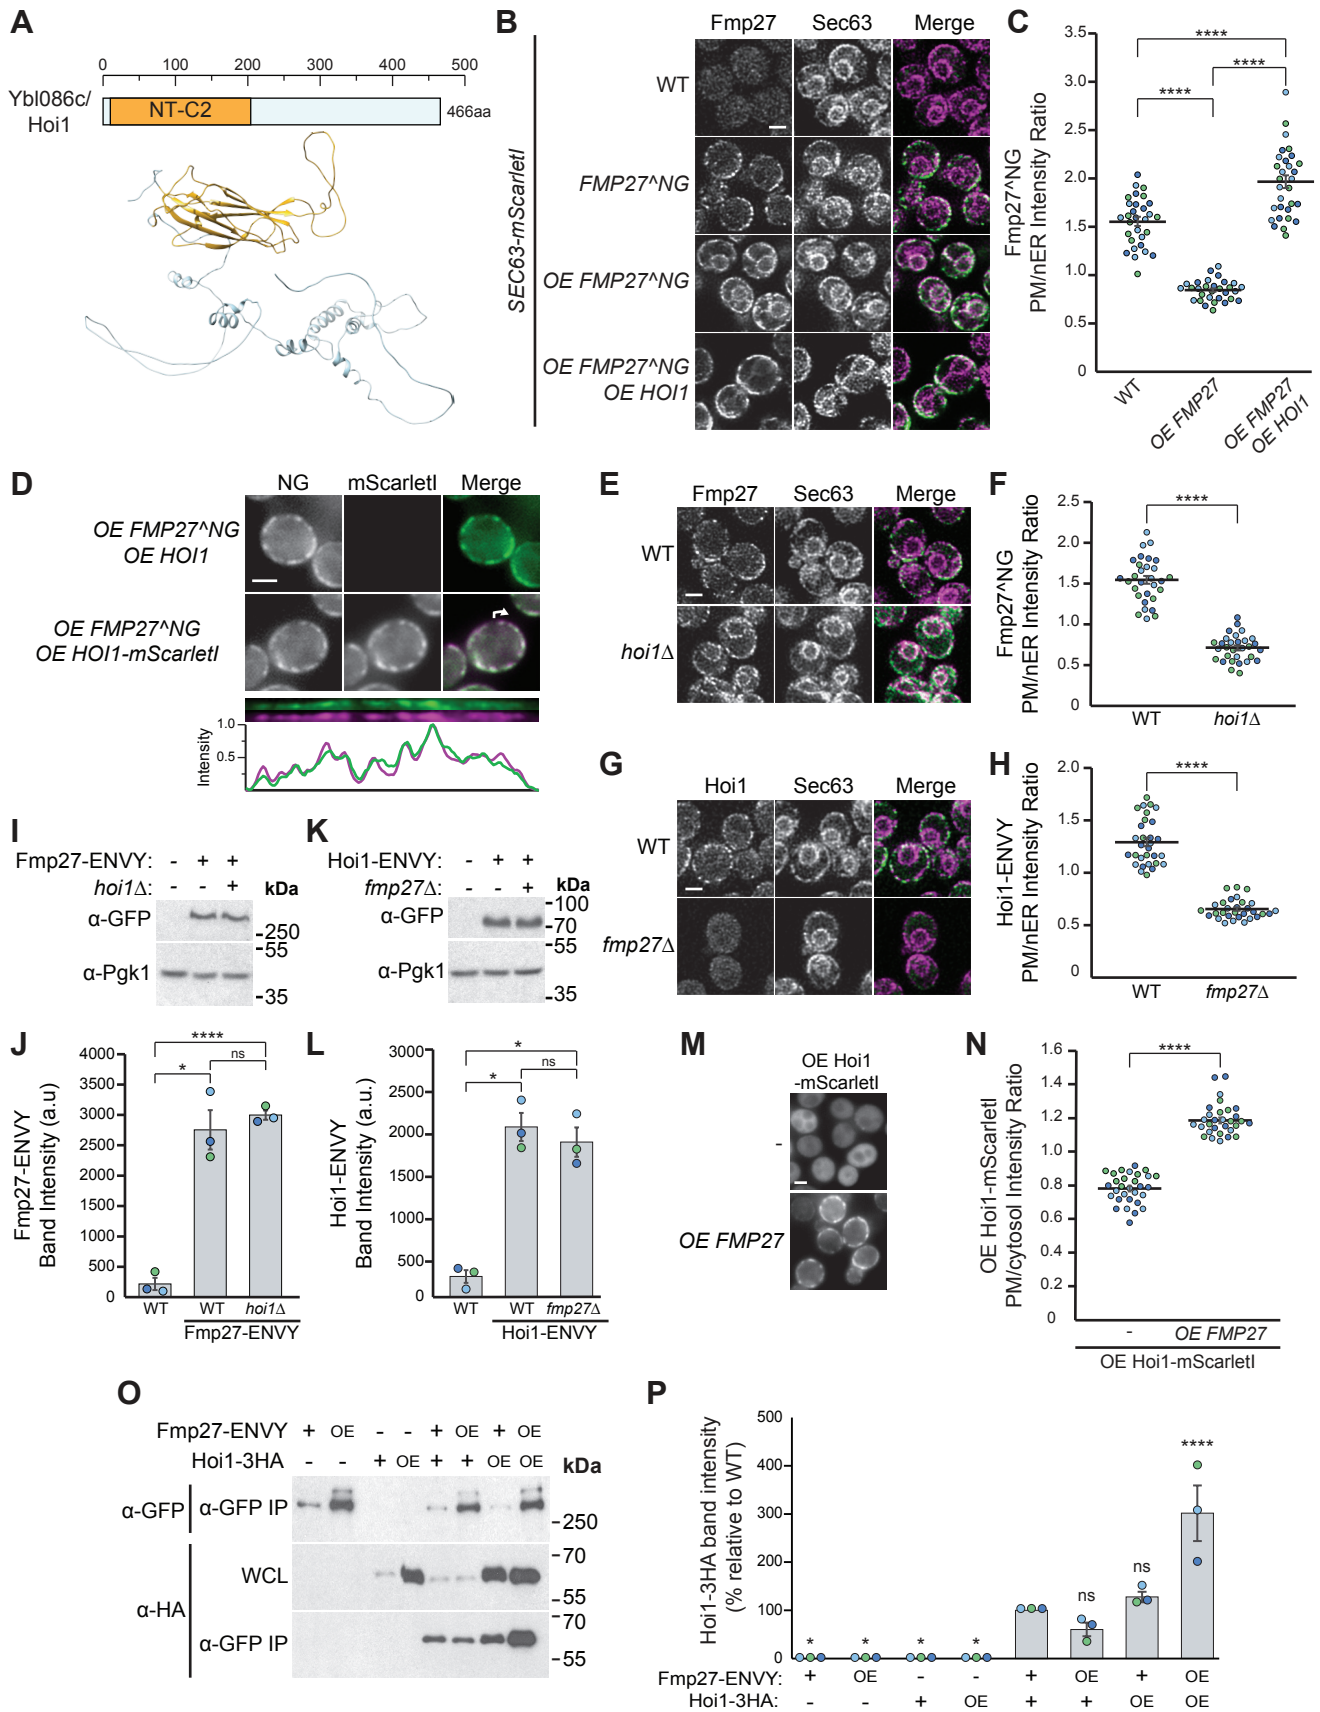 A
0 100 200 300 400 500
Ybl086c/
Hoi1
NT-C2
466aa
B
Fmp27 Sec63 Merge
SEC63-mScarletI
WT
FMP27^NG
OE FMP27^NG
OE FMP27^NG
OE HOI1
C
Fmp27^NG
PM/nER Intensity Ratio
3.5
3.0
2.5
2.0
1.5
1.0
0.5
0
****
****
****
WT
OE FMP27
OE FMP27
OE HOI1
D
NG mScarletI Merge
OE FMP27^NG
OE HOI1
OE FMP27^NG
OE HOI1-mScarletI
Intensity
1.0
0.5
E
Fmp27 Sec63 Merge
WT
hoi1Δ
F
Fmp27^NG
PM/nER Intensity Ratio
2.5
2.0
1.5
1.0
0.5
0
****
WT hoi1Δ
G
Hoi1 Sec63 Merge
WT
fmp27Δ
H
Hoi1-ENVY
PM/nER Intensity Ratio
2.0
1.5
1.0
0.5
0
****
WT fmp27Δ
I
Fmp27-ENVY: - + +
hoi1Δ: - - + kDa
α-GFP
-250
-55
α-Pgk1
-35
K
Hoi1-ENVY: - + +
fmp27Δ: - - + kDa
-100
α-GFP
-70
-55
α-Pgk1
-35
J
Fmp27-ENVY
Band Intensity (a.u)
4000
3500
3000
2500
2000
1500
1000
500
0
****
* ns
WT WT hoi1Δ
Fmp27-ENVY
L
Hoi1-ENVY
Band Intensity (a.u.)
3000
2500
2000
1500
1000
500
0
*
* ns
WT WT fmp27Δ
Hoi1-ENVY
M
OE Hoi1
-mScarletI
-
OE FMP27
N
OE Hoi1-mScarletI
PM/cytosol Intensity Ratio
1.6
1.4
1.2
1.0
0.8
0.6
0.4
0.2
0
****
- OE FMP27
OE Hoi1-mScarletI
O
Fmp27-ENVY + OE - - + OE + OE
Hoi1-3HA - - + OE + + OE OE
kDa
α-GFP α-GFP IP
-250
-70
WCL
-55
α-HA
-70
α-GFP IP
-55
P
Hoi1-3HA band intensity
(% relative to WT)
500
400
300
200
100
0
* * * * ns ns ****
Fmp27-ENVY: + OE - - + OE + OE
Hoi1-3HA: - - + OE + + OE OE